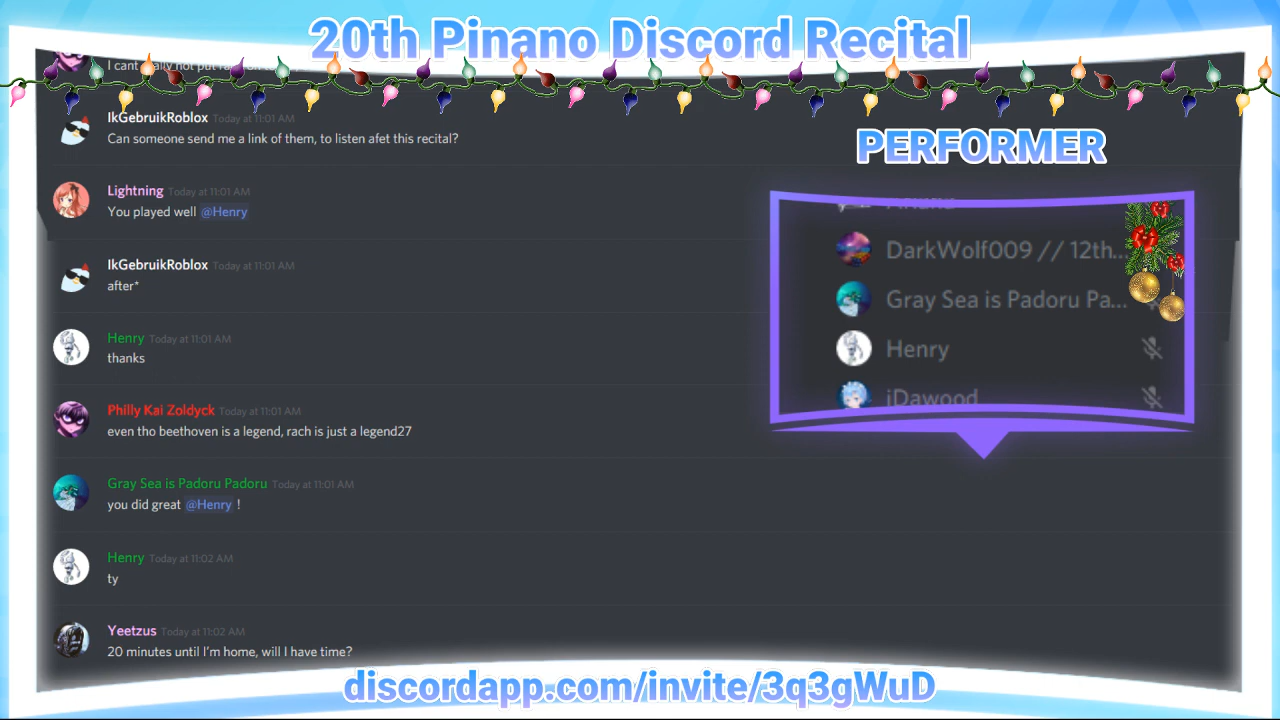 20th Pinano Discord Recital
IkGebruikRoblox Today at 11:01 AM
Can someone send me a link of them, to listen afet this recital?
Lightning Today at 11:01 AM
You played well @Henry
IkGebruikRoblox Today at 11:01 AM
after*
Henry Today at 11:01 AM
thanks
Philly Kai Zoldyck Today at 11:01 AM
even tho beethoven is a legend, rach is just a legend27
Gray Sea is Padoru Padoru Today at 11:01 AM
you did great @Henry !
Henry Today at 11:02 AM
ty
Yeetzus Today at 11:02 AM
20 minutes until I'm home, will I have time?
PERFORMER
DarkWolf009 // 12th...
Gray Sea is Padoru Pa...
Henry
iDawood
discordapp.com/invite/3q3gWuD